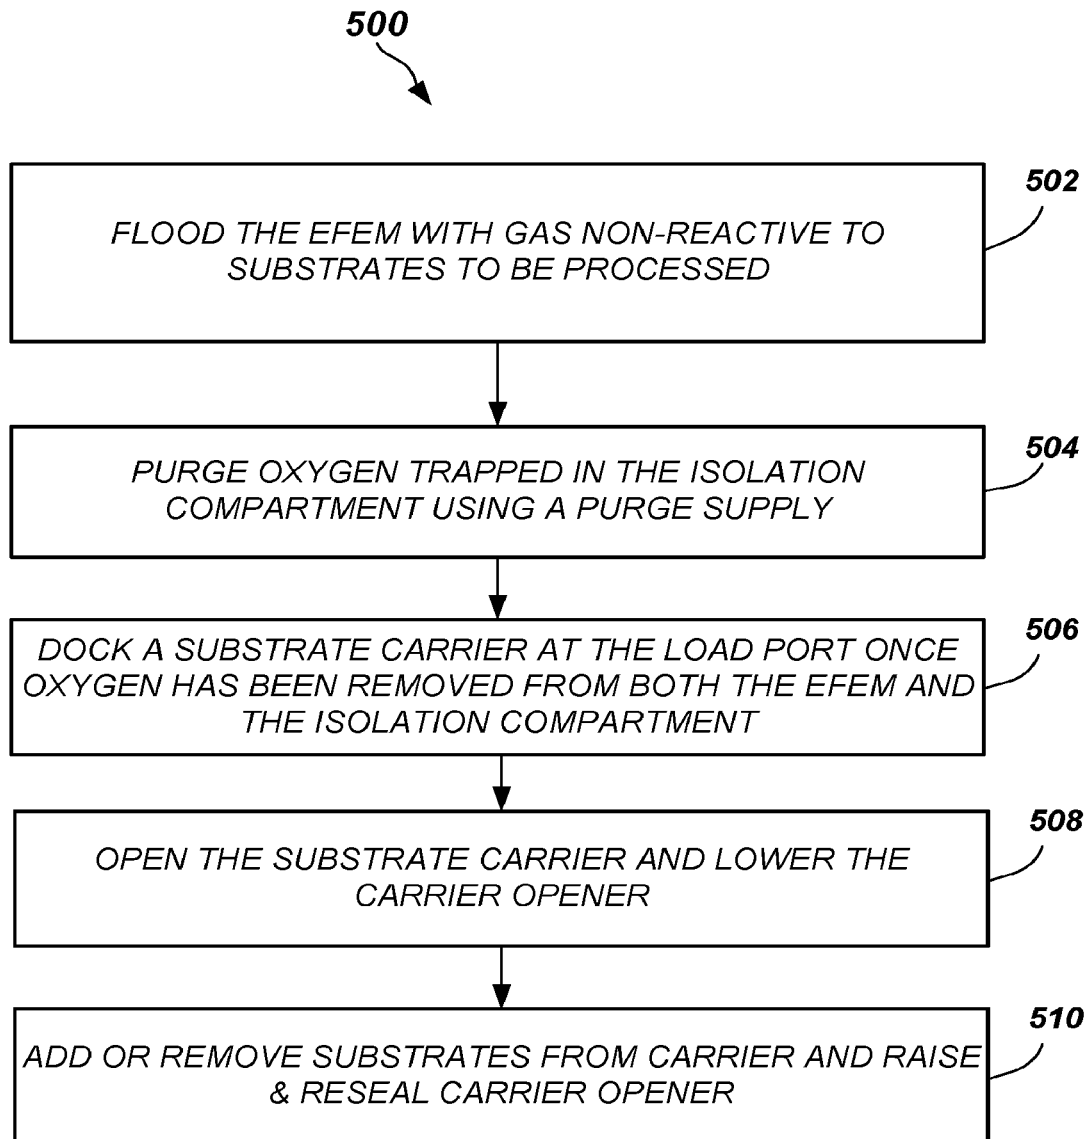 500
502
FLOOD THE EFEM WITH GAS NON-REACTIVE TO
SUBSTRATES TO BE PROCESSED
504
PURGE OXYGEN TRAPPED IN THE ISOLATION
COMPARTMENT USING A PURGE SUPPLY
506
DOCK A SUBSTRATE CARRIER AT THE LOAD PORT ONCE
OXYGEN HAS BEEN REMOVED FROM BOTH THE EFEM AND
THE ISOLATION COMPARTMENT
508
OPEN THE SUBSTRATE CARRIER AND LOWER THE
CARRIER OPENER
510
ADD OR REMOVE SUBSTRATES FROM CARRIER AND RAISE
& RESEAL CARRIER OPENER